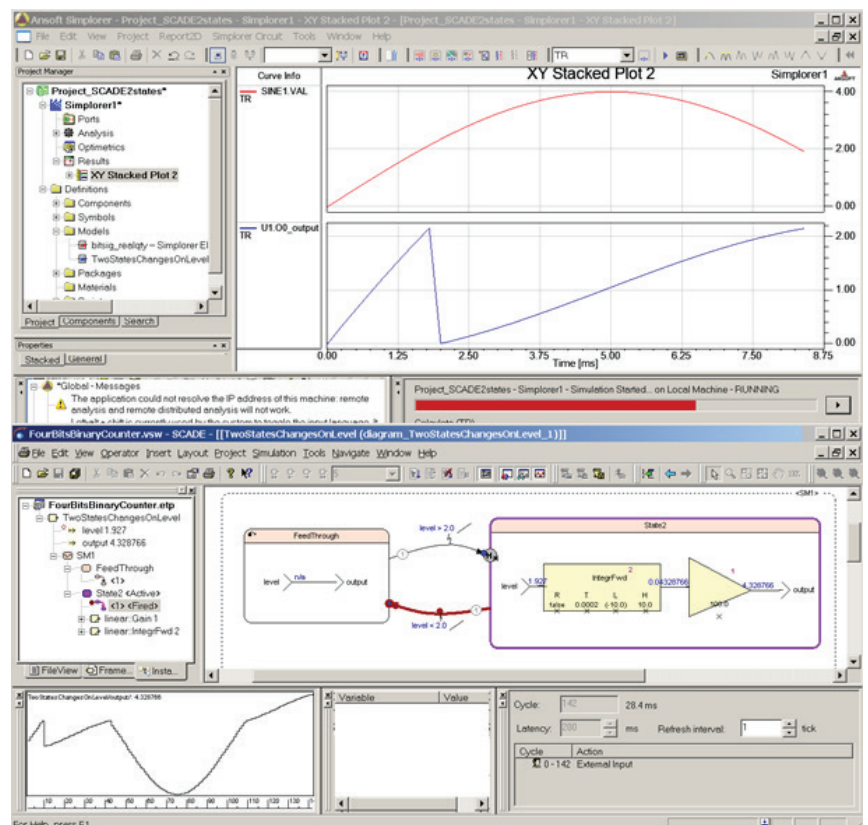 Ansoft Simplorer - Project_SCADE2states - Simplorer1 - XY Stacked Plot 2 - [Project_SCADE2states - Simplorer1 - XY Stacked Plot 2]
File Edit View Project Report2D Simplorer Circuit Tools Window Help
TR
Project Manager
Project_SCADE2states*
Simplorer1*
Ports
Analysis
Optimetrics
Results
XY Stacked Plot 2
Definitions
Components
Symbols
Models
bitsig_realqty - Simplorer El
TwoStatesChangesOnLevel
Packages
Materials
Project Components Search
Properties
Stacked General
Curve Info
XY Stacked Plot 2
Simplorer1
ANSOFT
SINE1.VAL
TR
4.00
2.00
0.00
U1.O0_output
TR
2.00
1.00
0.00
0.00 1.25 2.50 3.75 5.00 6.25 7.50 8.75
Time [ms]
*Global - Messages
The application could not resolve the IP address of this machine: remote
analysis and remote distributed analysis will not work.
Project_SCADE2states - Simplorer1 - Simulation Started... on Local Machine - RUNNING
FourBitsBinaryCounter.vsw - SCADE - [[TwoStatesChangesOnLevel (diagram_TwoStatesChangesOnLevel_1)]]
File Edit View Operator Insert Layout Project Simulation Tools Navigate Window Help
FourBitsBinaryCounter.etp
TwoStatesChangesOnLevel
level 1.927
output 4.328766
SM1
FeedThrough
<1>
State2 <Active>
<1> <Fired>
linear::Gain 1
linear::IntegrFwd 2
FileView Frame... Insta...
<SM1>
FeedThrough
level n/a output
1
level > 2.0
H
1
level < 2.0
State2
level 1.927
2
IntegrFwd
R T L H
false 0.0002 (-10.0) 10.0
0.04328766
1
100.0
4.328766
output
TwoStatesChangesOnLevel/output/: 4.328766
10 20 30 40 50 60 70 80 90 100 110 120 130
Variable Value
Cycle: 142 28.4 ms
Latency: 200 ms Refresh interval: 1 tick
Cycle Action
0 - 142 External Input
For Help, press F1